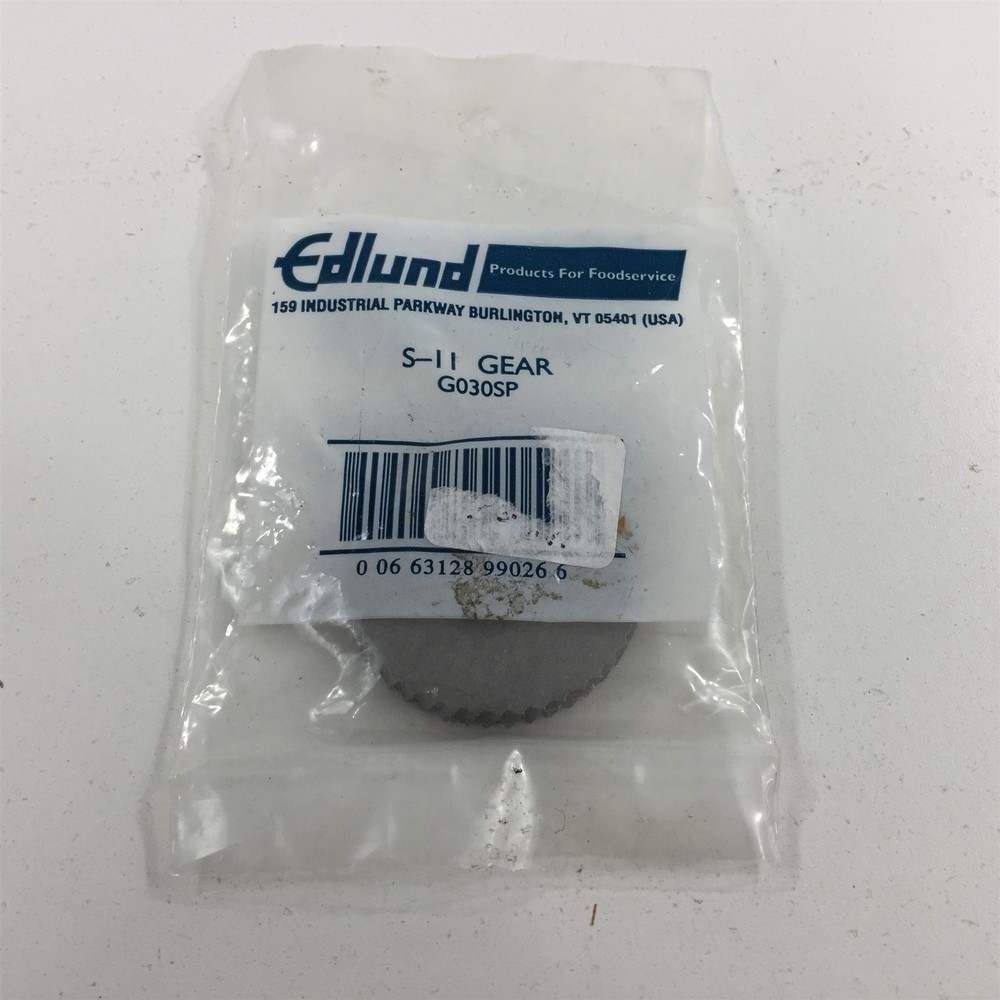 Edlund Products For Foodservice
159 INDUSTRIAL PARKWAY BURLINGTON, VT 05401 (USA)
S-11 GEAR
G030SP
0 06 63128 99026 6